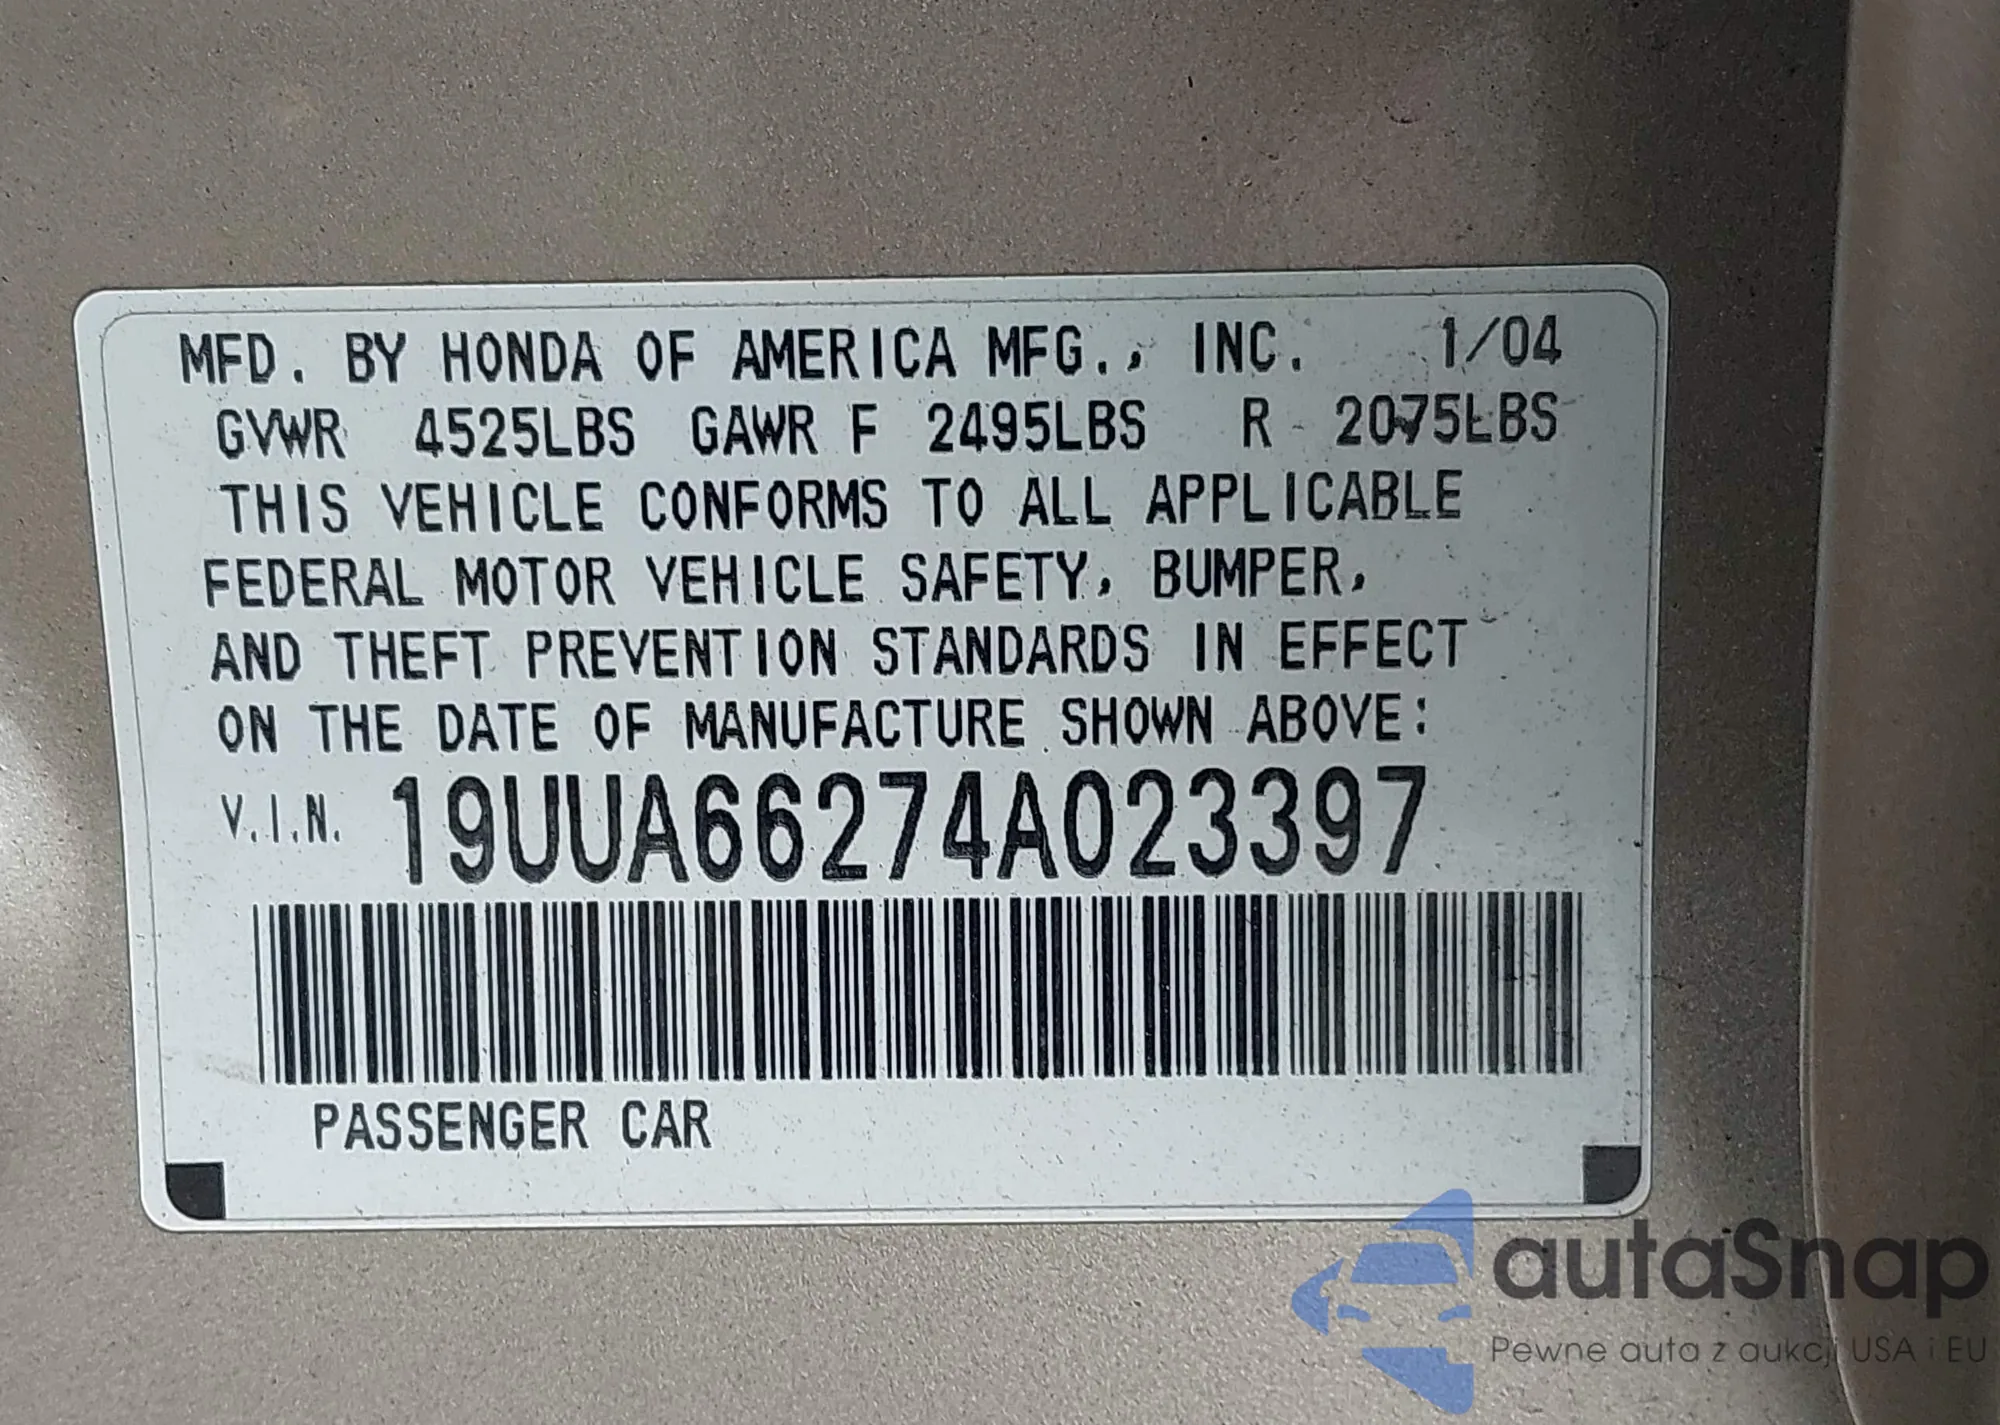 MFD. BY HONDA OF AMERICA MFG., INC. 1/04
GVWR 4525LBS GAWR F 2495LBS R 2075LBS
THIS VEHICLE CONFORMS TO ALL APPLICABLE
FEDERAL MOTOR VEHICLE SAFETY, BUMPER,
AND THEFT PREVENTION STANDARDS IN EFFECT
ON THE DATE OF MANUFACTURE SHOWN ABOVE:
V.I.N. 19UUA66274A023397
PASSENGER CAR
autaSnap
Pewne auta z aukcji USA i EU